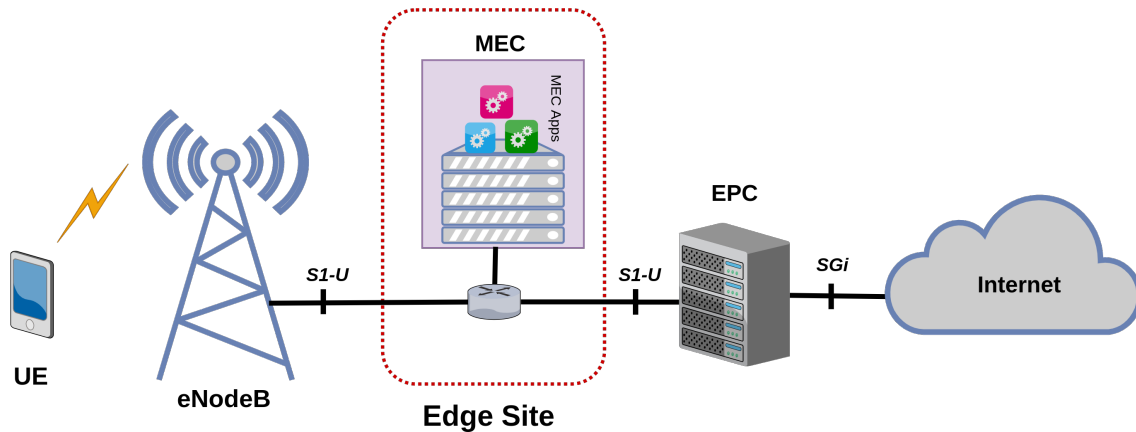 MEC
MEC Apps
EPC
S1-U
S1-U
SGi
Internet
UE
eNodeB
Edge Site